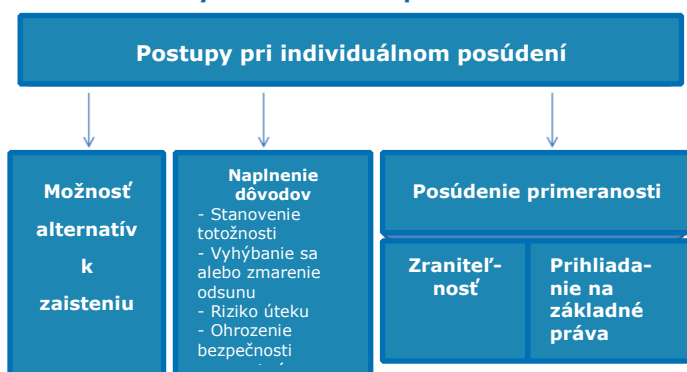 Postupy pri individuálnom posúdení
Možnosť
alternatív
k
zaisteniu
Naplnenie
dôvodov
- Stanovenie
totožnosti
- Vyhýbanie sa
alebo zmarenie
odsunu
- Riziko úteku
- Ohrozenie
bezpečnosti
Posúdenie primeranosti
Zraniteľ-
nosť
Prihliada-
nie na
základné
práva